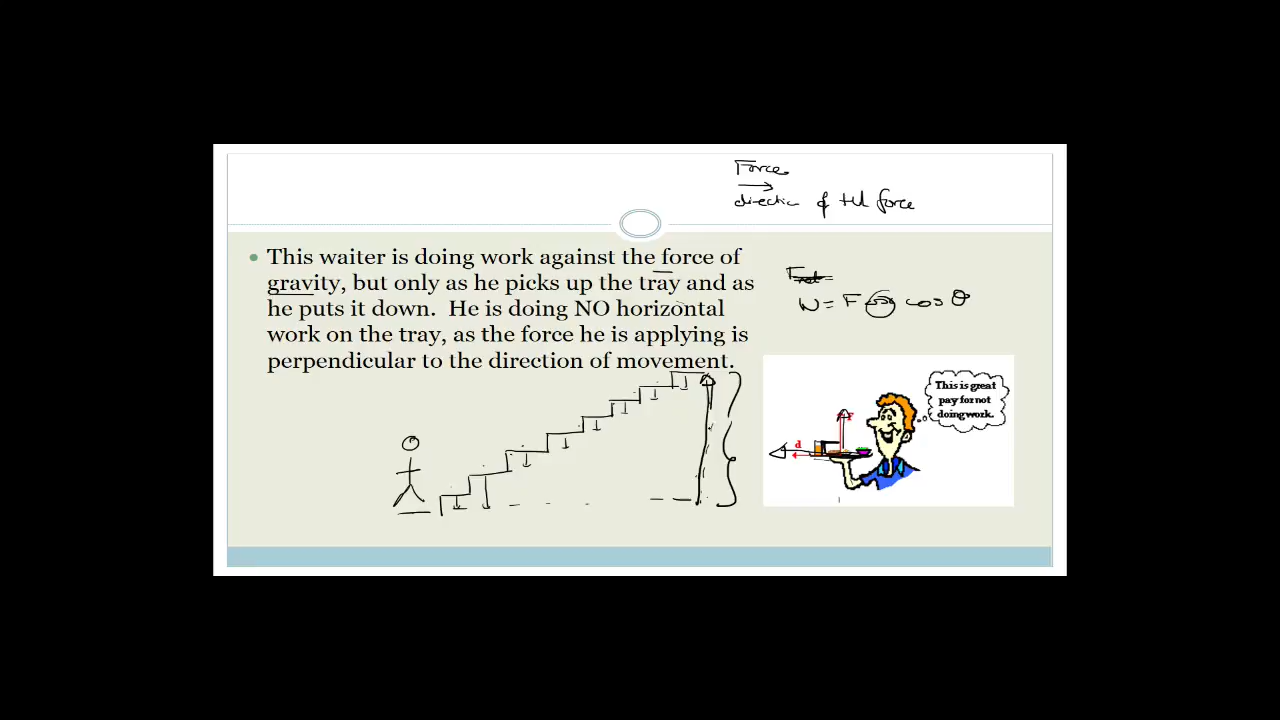 Force
direction of the force
This waiter is doing work against the force of
gravity, but only as he picks up the tray and as
he puts it down. He is doing NO horizontal
work on the tray, as the force he is applying is
perpendicular to the direction of movement.
W = F cos θ
This is great
pay for not
doing work.
F
d